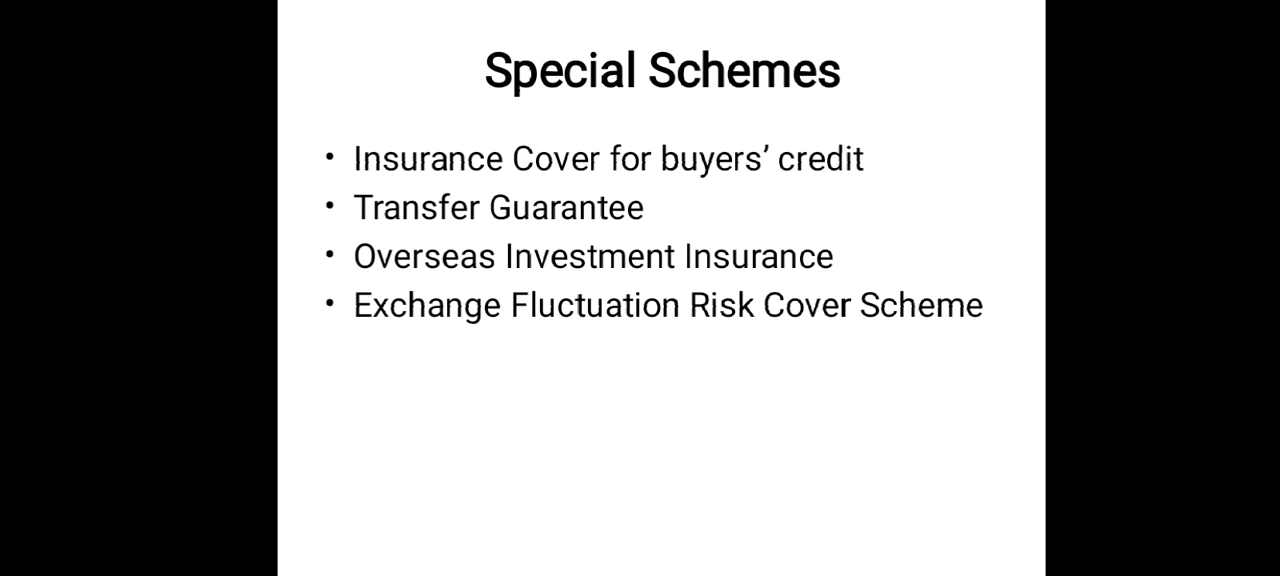 Special Schemes
• Insurance Cover for buyers’ credit
• Transfer Guarantee
• Overseas Investment Insurance
• Exchange Fluctuation Risk Cover Scheme